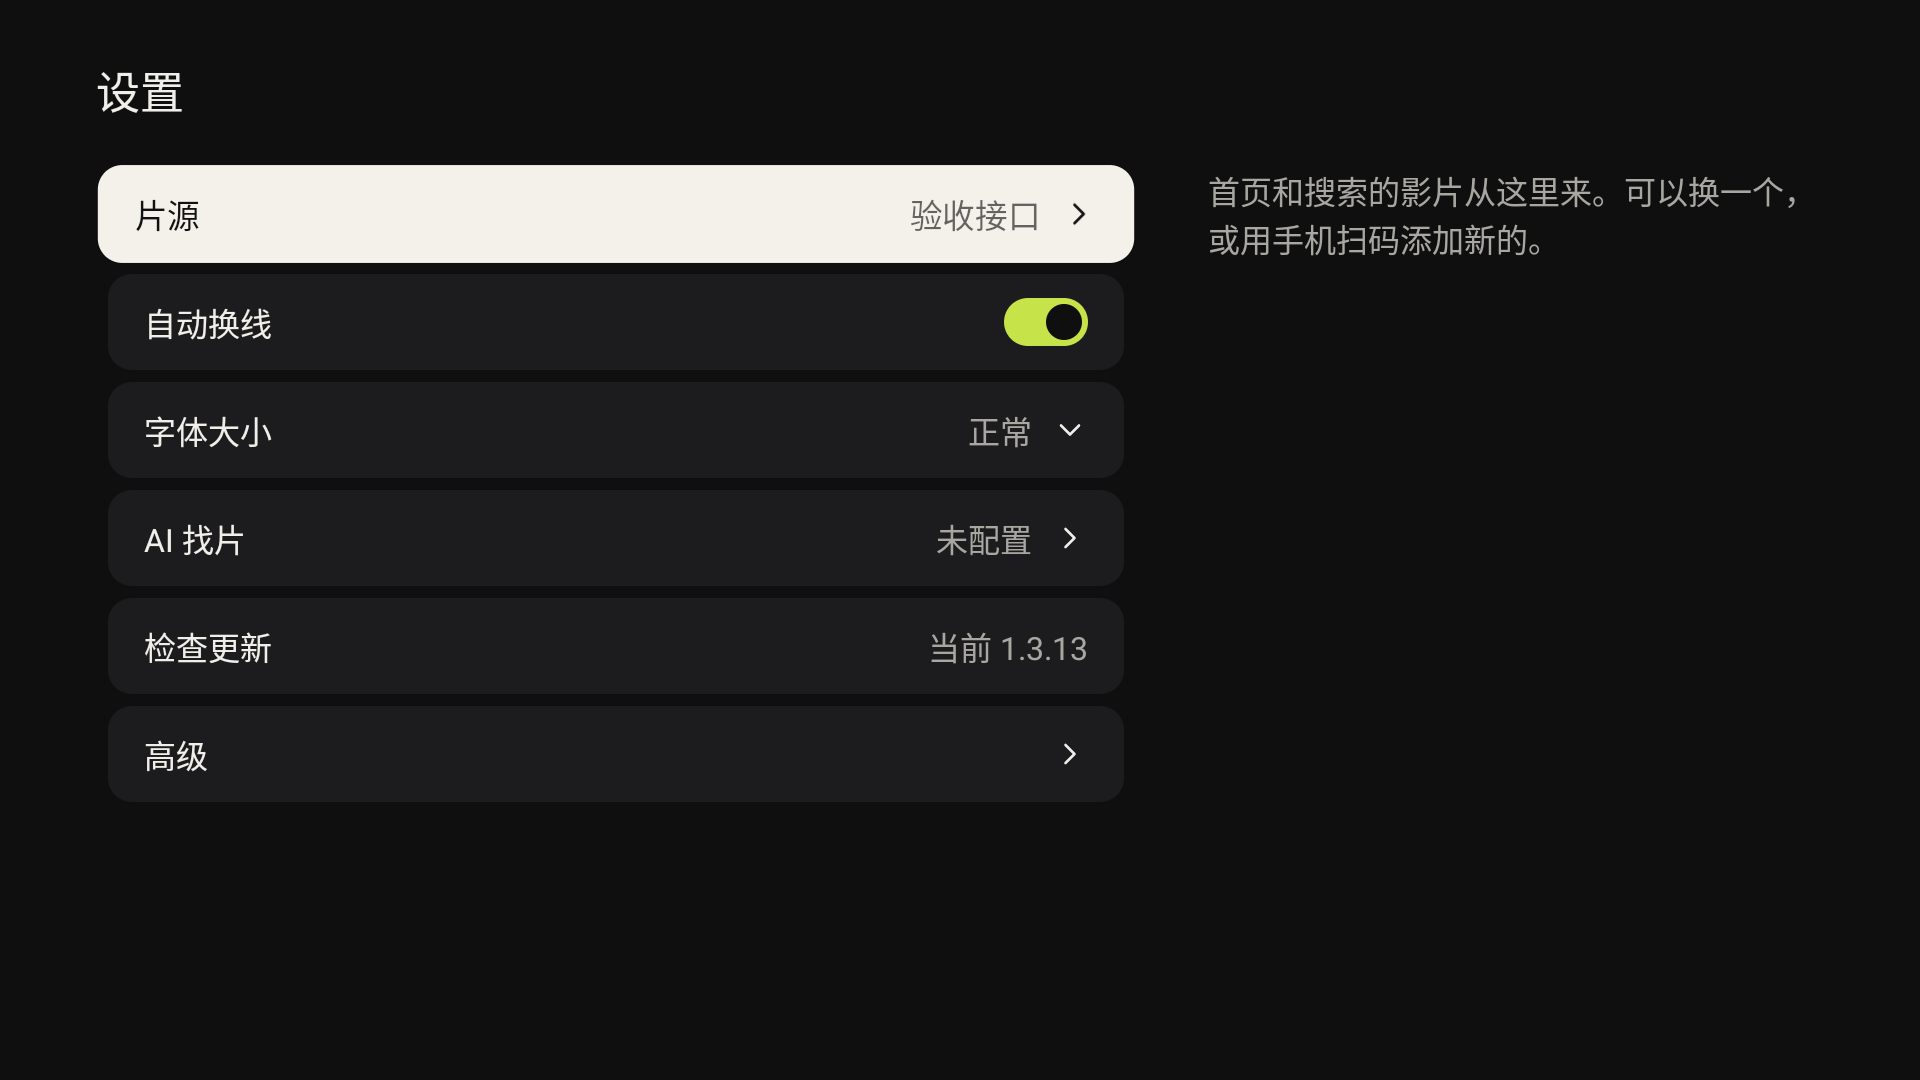 设置
片源 验收接口
首页和搜索的影片从这里来。可以换一个，
或用手机扫码添加新的。
自动换线
字体大小 正常
AI 找片 未配置
检查更新 当前 1.3.13
高级